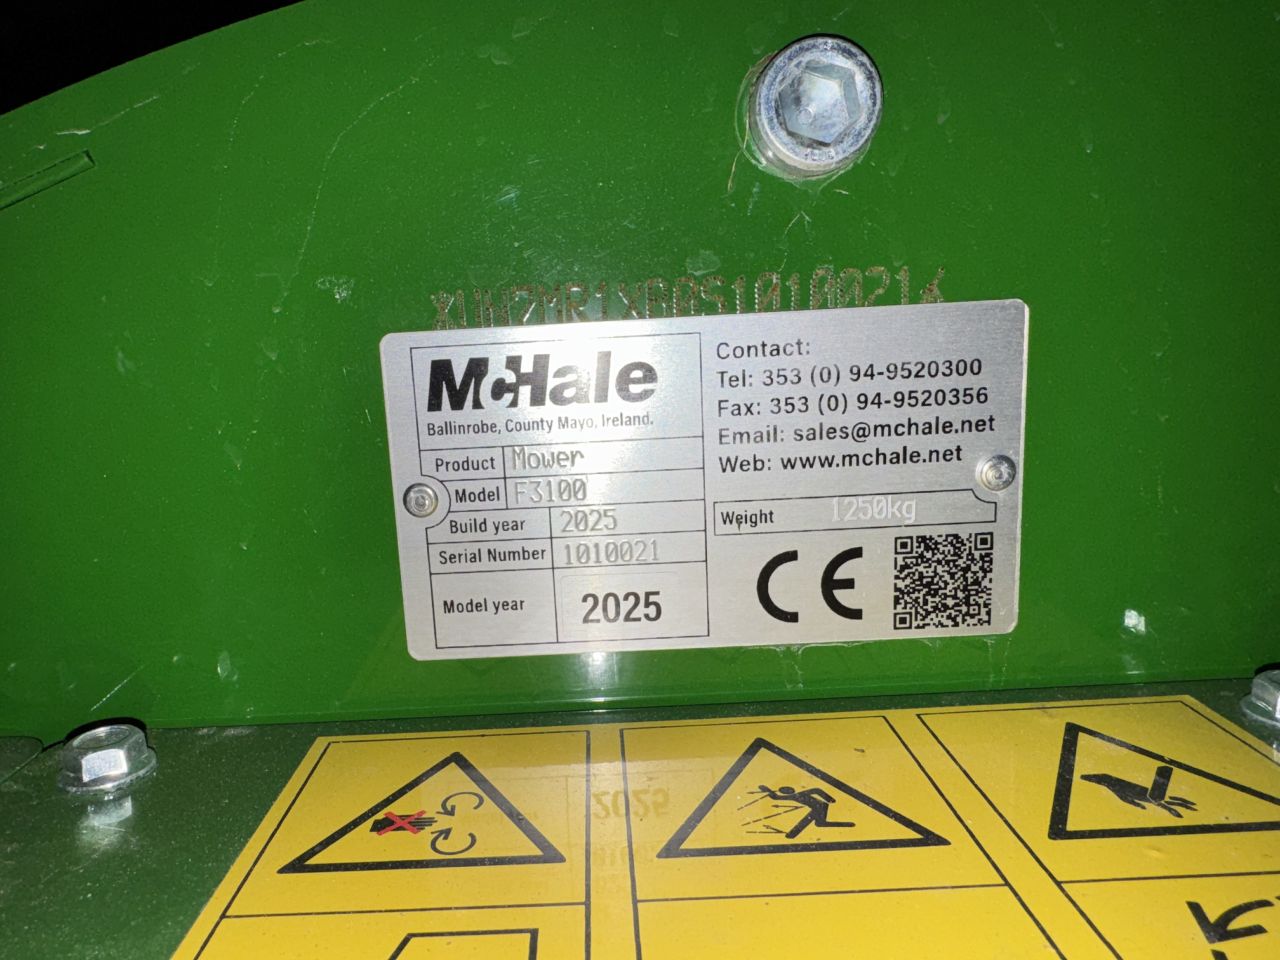 McHale
Ballinrobe, County Mayo, Ireland.
Product Mower
Model F3100
Build year 2025
Serial Number 1010021
Model year 2025
Contact:
Tel: 353 (0) 94-9520300
Fax: 353 (0) 94-9520356
Email: sales@mchale.net
Web: www.mchale.net
Weight 1250kg
CE